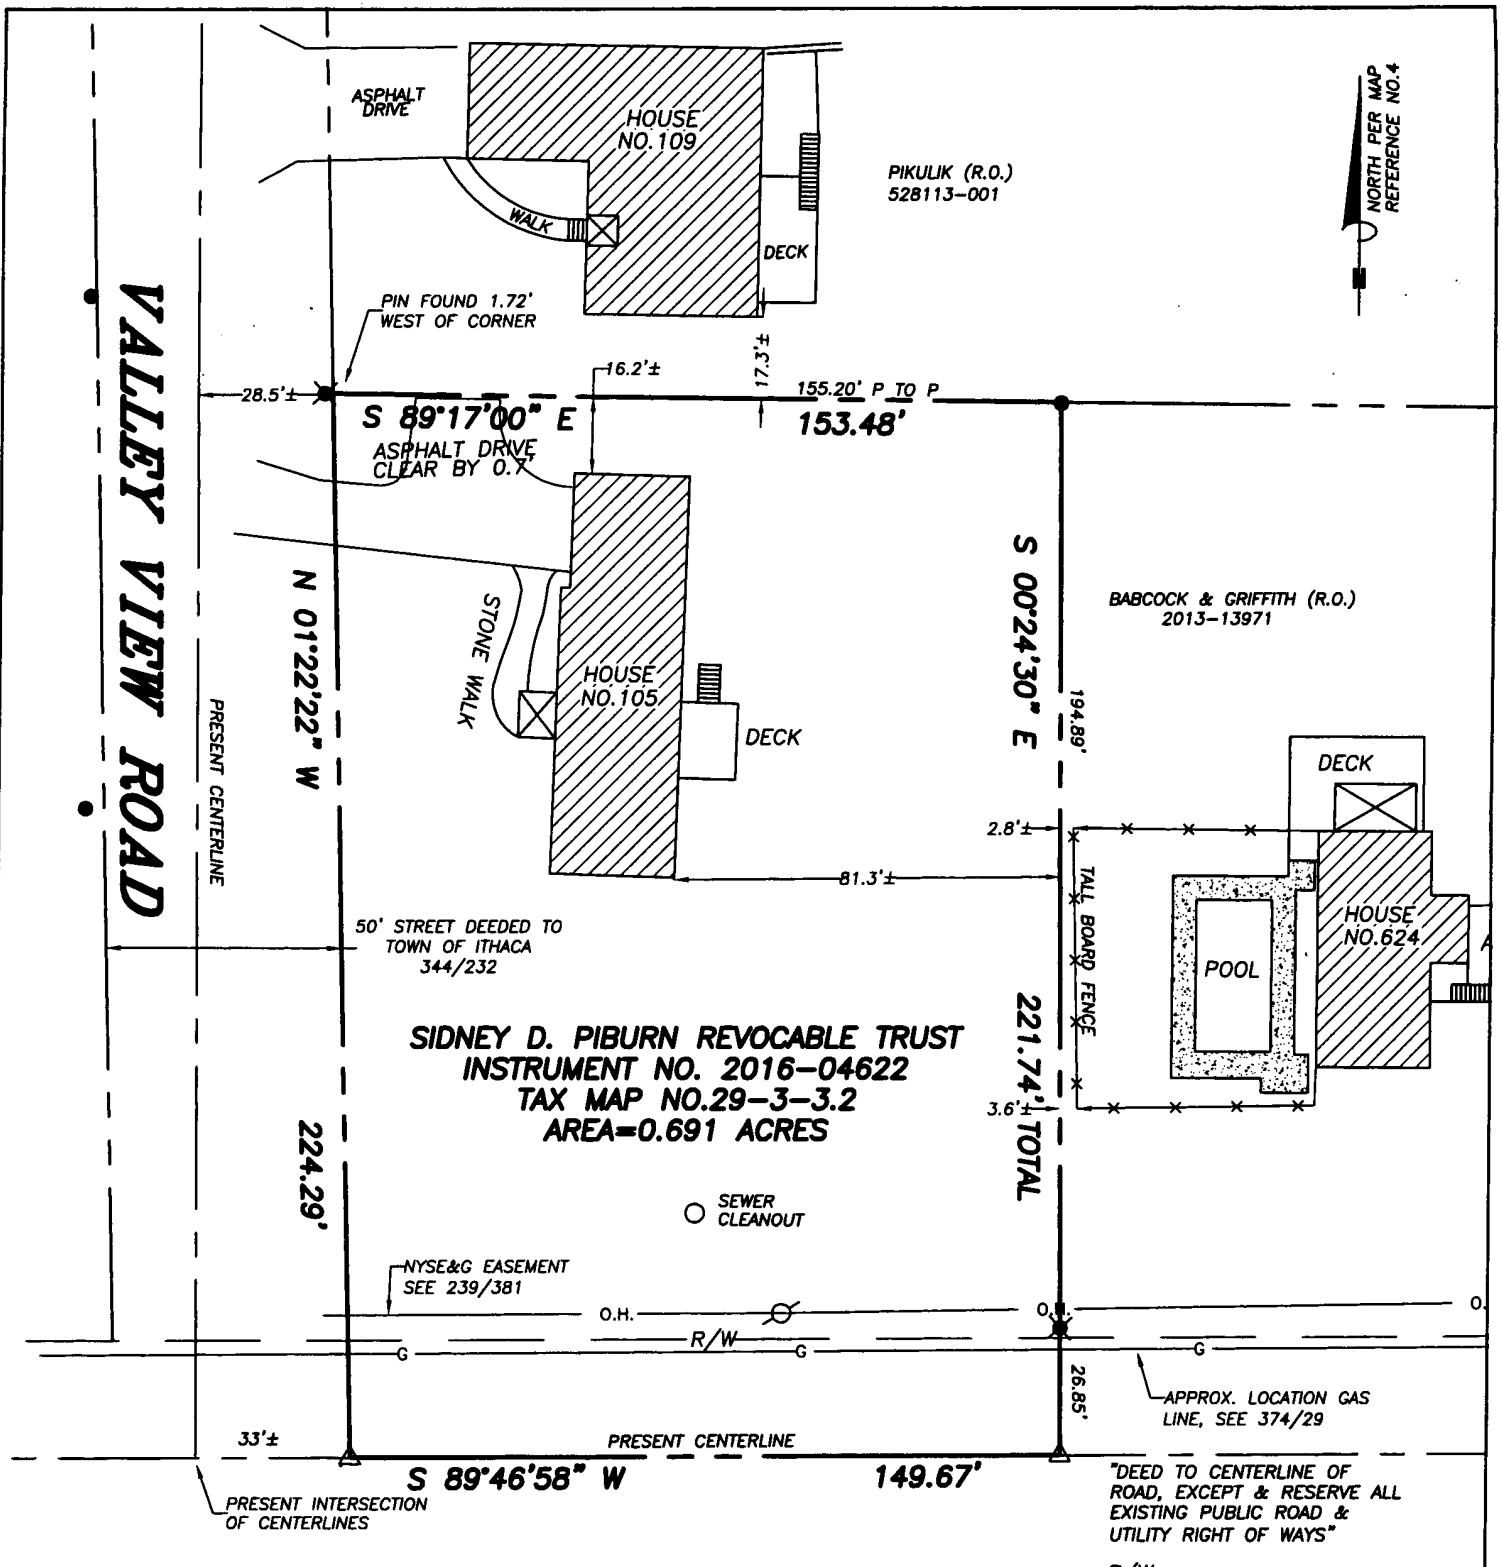 ASPHALT
DRIVE
HOUSE
NO.109
WALK
DECK
PIKULIK (R.O.)
528113-001
NORTH PER MAP
REFERENCE NO.4
PIN FOUND 1.72'
WEST OF CORNER
28.5'±
16.2'±
17.3'±
155.20' P TO P
S 89°17'00" E
153.48'
ASPHALT DRIVE
CLEAR BY 0.7'
VALLEY VIEW ROAD
N 01°22'22" W
224.29'
PRESENT CENTERLINE
STONE WALK
HOUSE
NO.105
DECK
S 00°24'30" E
194.89'
221.74' TOTAL
BABCOCK & GRIFFITH (R.O.)
2013-13971
DECK
2.8'±
81.3'±
TALL BOARD FENCE
POOL
HOUSE
NO.624
A
3.6'±
50' STREET DEEDED TO
TOWN OF ITHACA
344/232
SIDNEY D. PIBURN REVOCABLE TRUST
INSTRUMENT NO. 2016-04622
TAX MAP NO.29-3-3.2
AREA=0.691 ACRES
SEWER
CLEANOUT
NYSE&G EASEMENT
SEE 239/381
O.H.
O.
O.
R/W
G
G
G
26.85'
APPROX. LOCATION GAS
LINE, SEE 374/29
33'±
PRESENT CENTERLINE
S 89°46'58" W
149.67'
PRESENT INTERSECTION
OF CENTERLINES
"DEED TO CENTERLINE OF
ROAD, EXCEPT & RESERVE ALL
EXISTING PUBLIC ROAD &
UTILITY RIGHT OF WAYS"